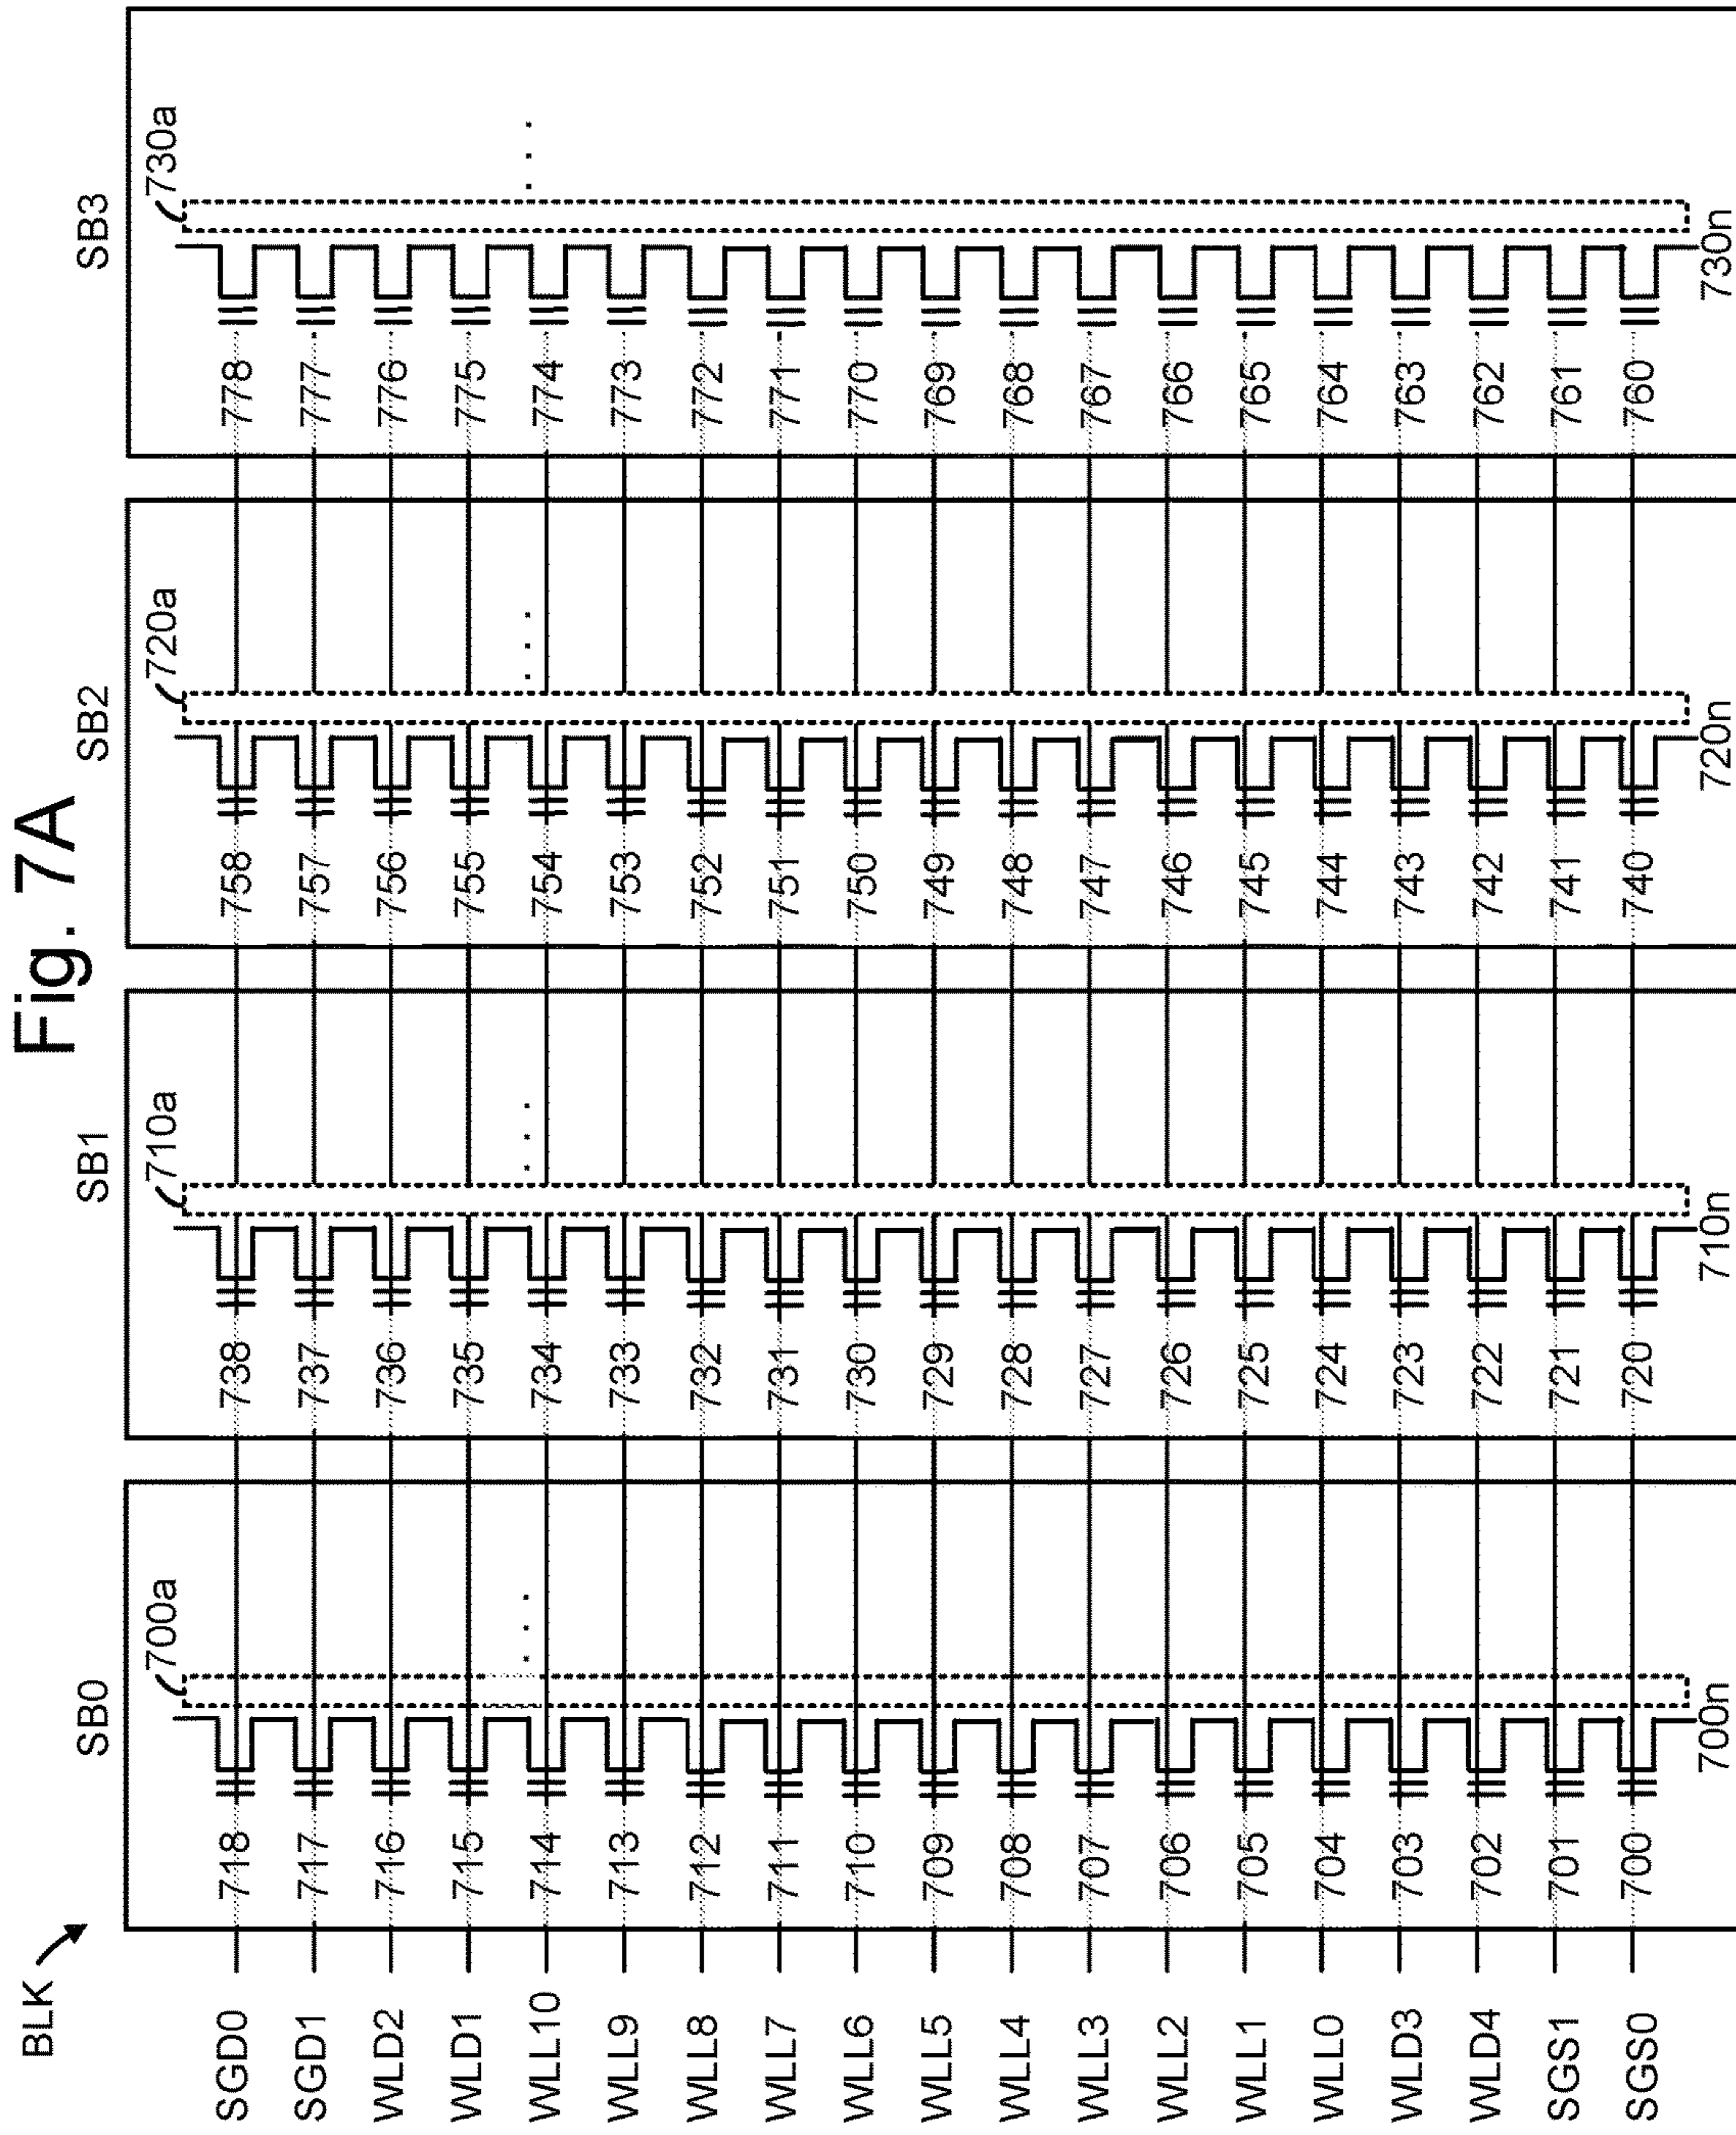 Fig. 7A
BLK
SB0 SB1 SB2 SB3
700a 710a 720a 730a
SGD0 718 738 758 778
SGD1 717 737 757 777
WLD2 716 736 756 776
WLD1 715 735 755 775
WLL10 714 734 754 774
WLL9 713 733 753 773
WLL8 712 732 752 772
WLL7 711 731 751 771
WLL6 710 730 750 770
WLL5 709 729 749 769
WLL4 708 728 748 768
WLL3 707 727 747 767
WLL2 706 726 746 766
WLL1 705 725 745 765
WLL0 704 724 744 764
WLD3 703 723 743 763
WLD4 702 722 742 762
SGS1 701 721 741 761
SGS0 700 720 740 760
700n 710n 720n 730n